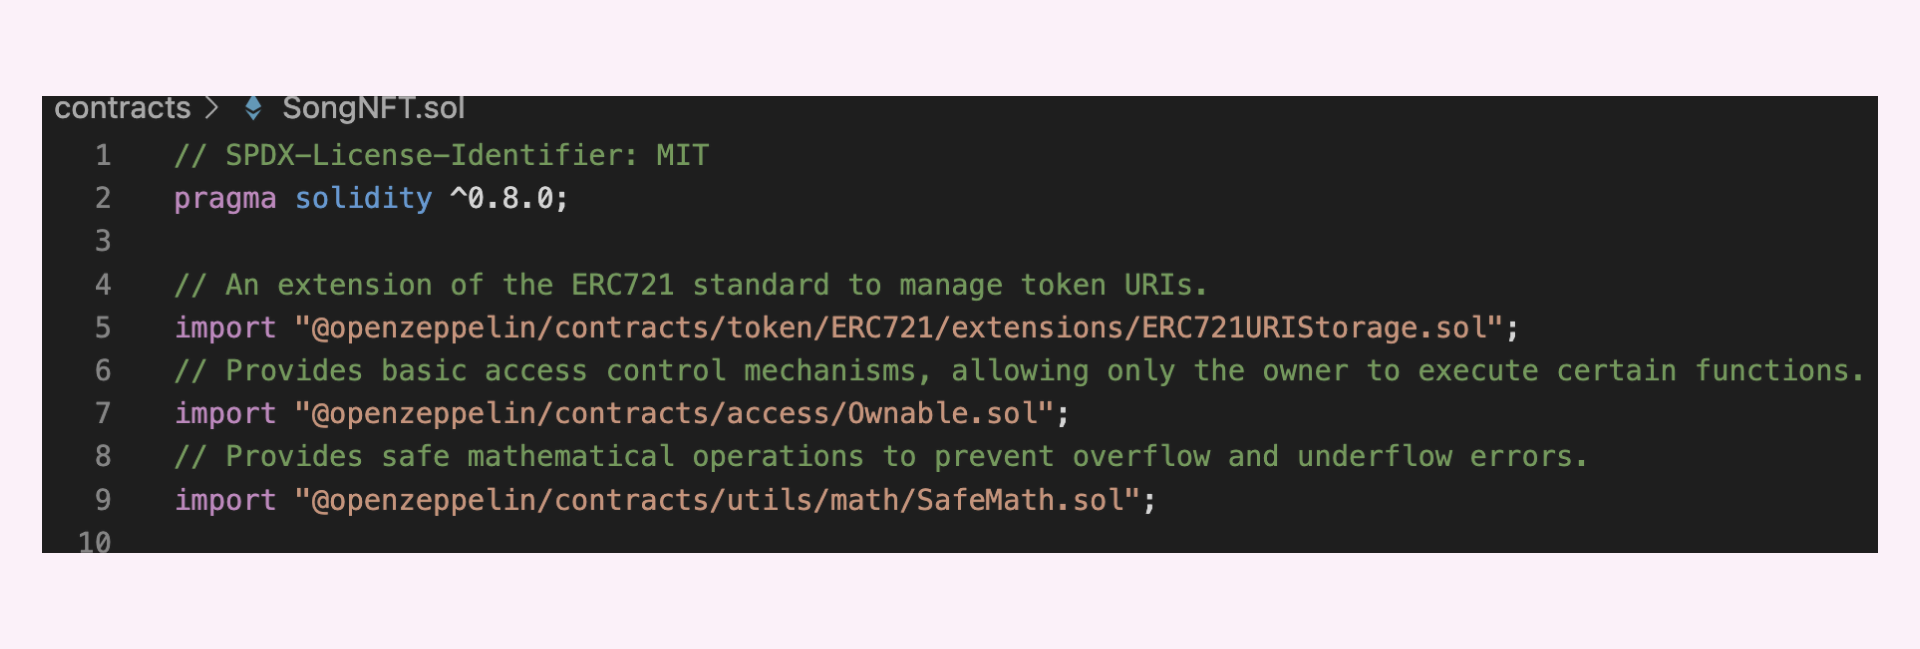 contracts > SongNFT.sol
1 // SPDX-License-Identifier: MIT
2 pragma solidity ^0.8.0;
3
4 // An extension of the ERC721 standard to manage token URIs.
5 import "@openzeppelin/contracts/token/ERC721/extensions/ERC721URIStorage.sol";
6 // Provides basic access control mechanisms, allowing only the owner to execute certain functions.
7 import "@openzeppelin/contracts/access/Ownable.sol";
8 // Provides safe mathematical operations to prevent overflow and underflow errors.
9 import "@openzeppelin/contracts/utils/math/SafeMath.sol";
10